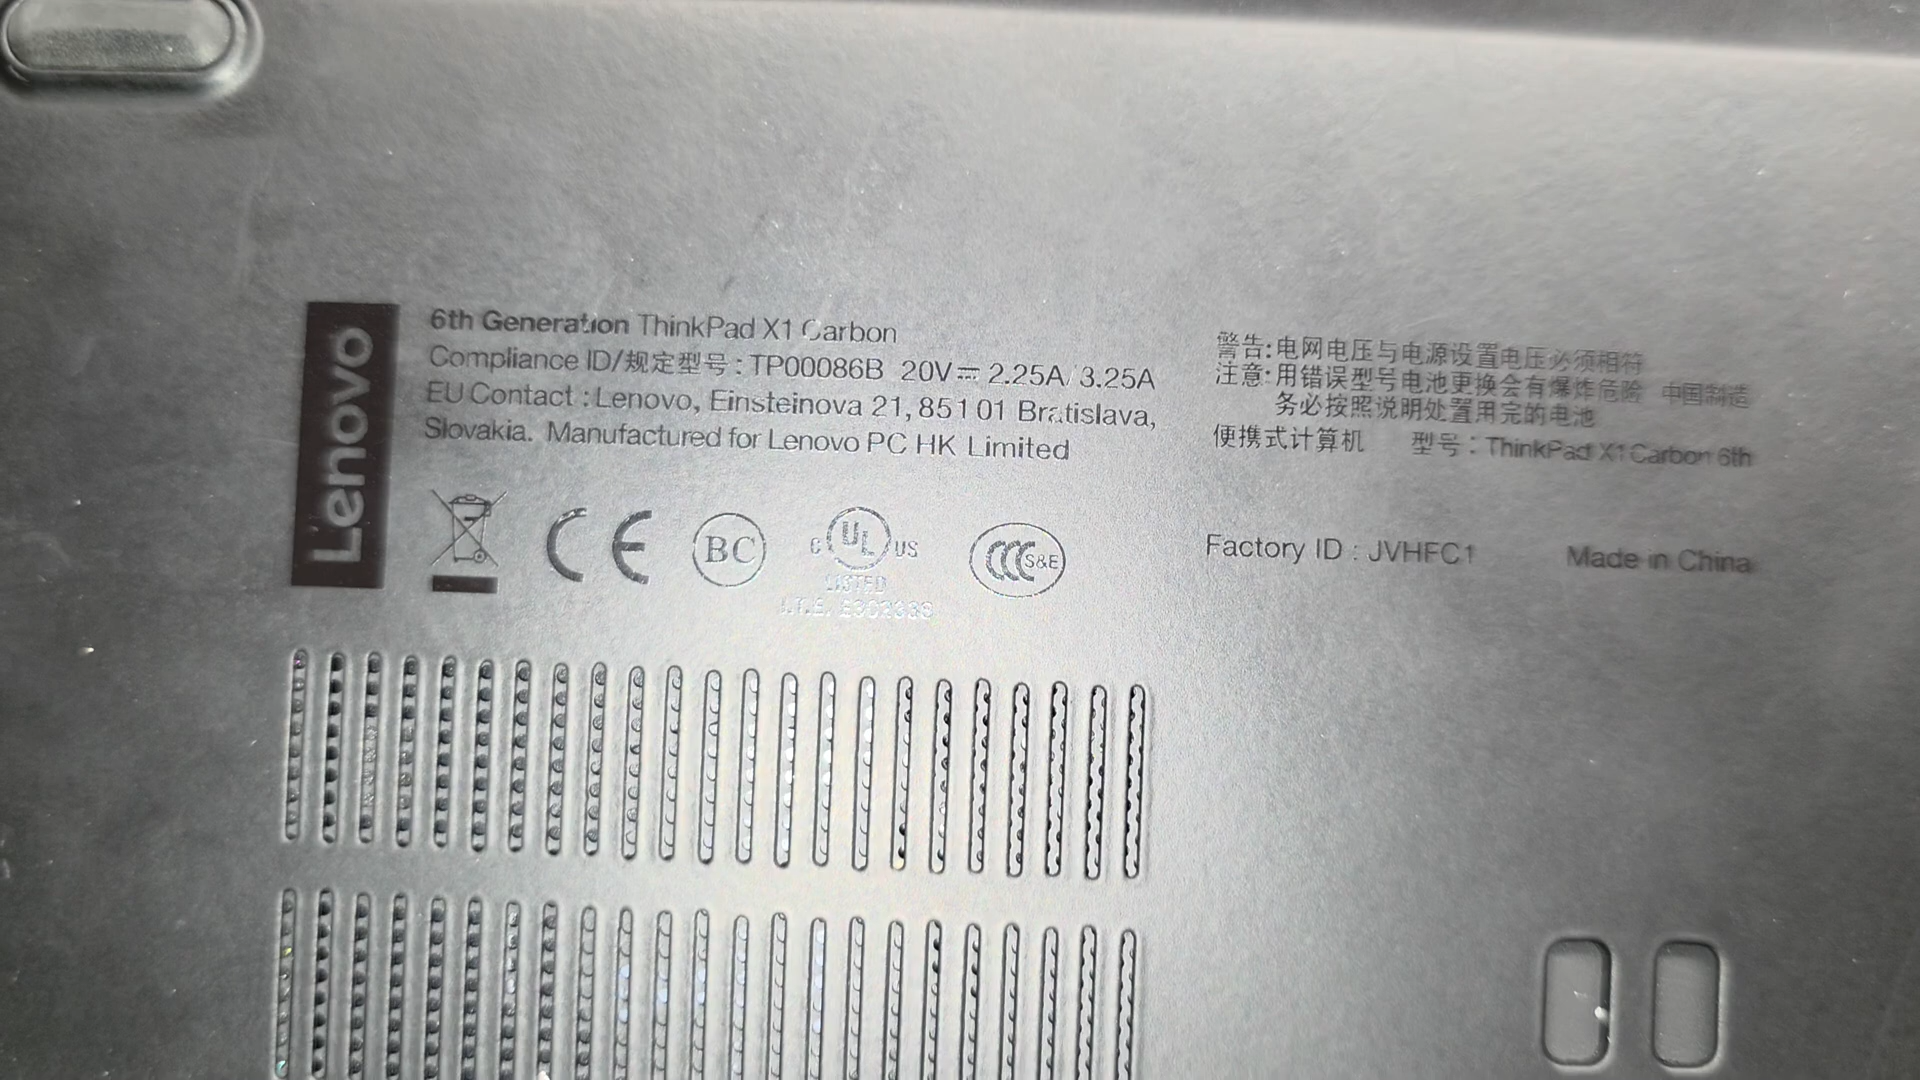 Lenovo
6th Generation ThinkPad X1 Carbon
Compliance ID/规定型号 : TP00086B 20V⎓ 2.25A/3.25A
EU Contact : Lenovo, Einsteinova 21, 851 01 Bratislava,
Slovakia. Manufactured for Lenovo PC HK Limited
CE
BC
C UL US
LISTED
I.T.E.
CCC S&E
警告: 电网电压与电源设置电压必须相符
注意: 用错误型号电池更换会有爆炸危险 中国制造
务必按照说明处置用完的电池
便携式计算机 型号 : ThinkPad X1 Carbon 6th
Factory ID : JVHFC1 Made in China